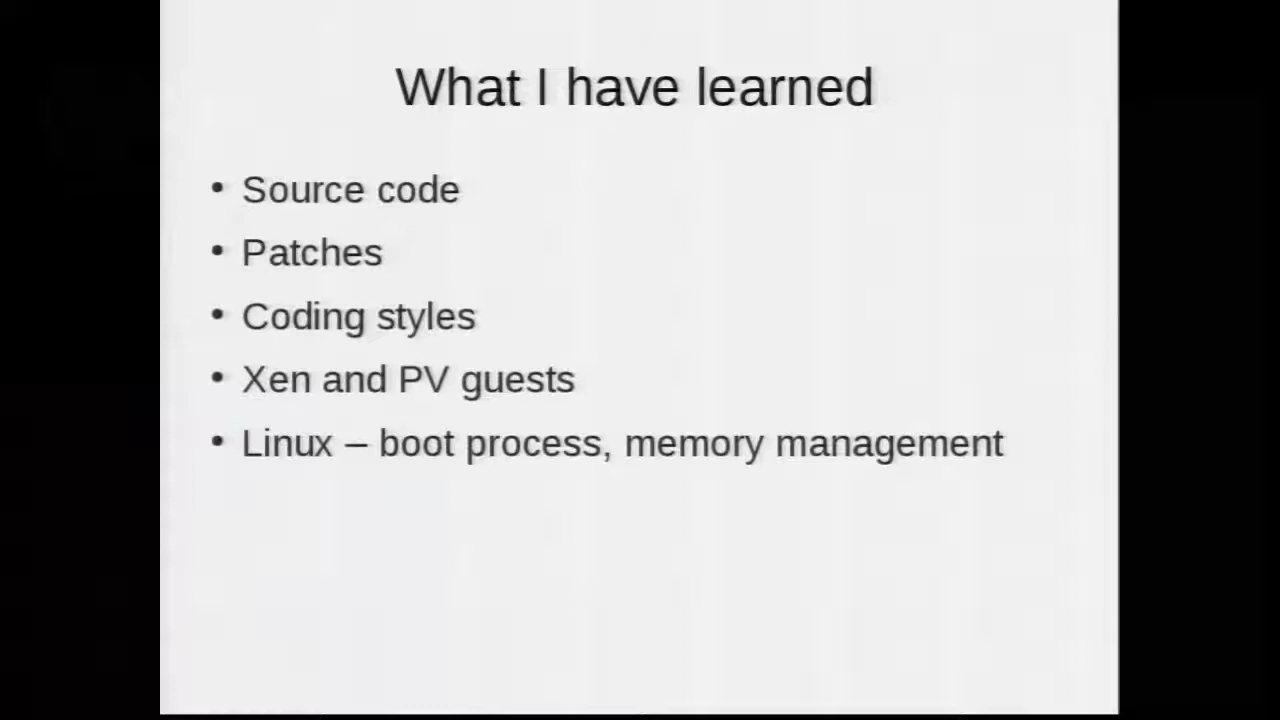 What I have learned
• Source code
• Patches
• Coding styles
• Xen and PV guests
• Linux – boot process, memory management